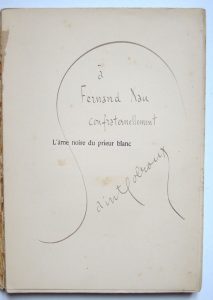 à
Fernand Nau
confraternellement
L'âme noire du prieur blanc
Saint-Pol-Roux